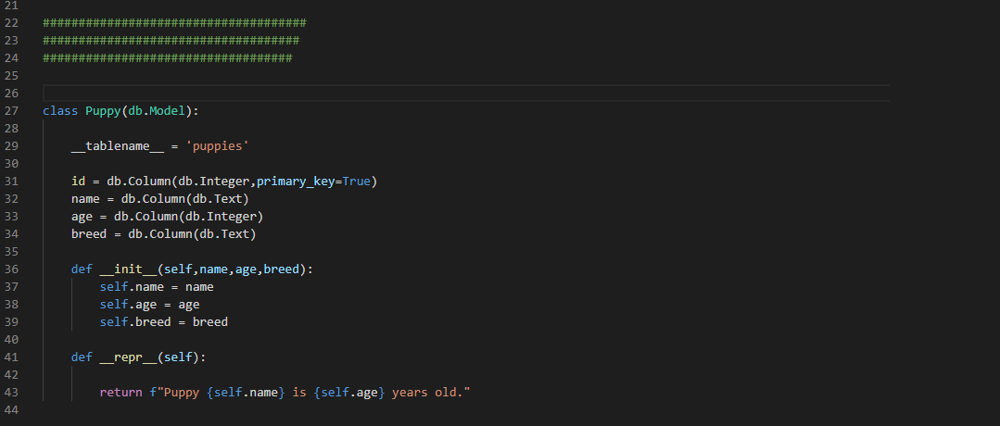 21
22 #####################################
23 ####################################
24 ###################################
25
26
27 class Puppy(db.Model):
28
29     __tablename__ = 'puppies'
30
31     id = db.Column(db.Integer,primary_key=True)
32     name = db.Column(db.Text)
33     age = db.Column(db.Integer)
34     breed = db.Column(db.Text)
35
36     def __init__(self,name,age,breed):
37         self.name = name
38         self.age = age
39         self.breed = breed
40
41     def __repr__(self):
42
43         return f"Puppy {self.name} is {self.age} years old."
44